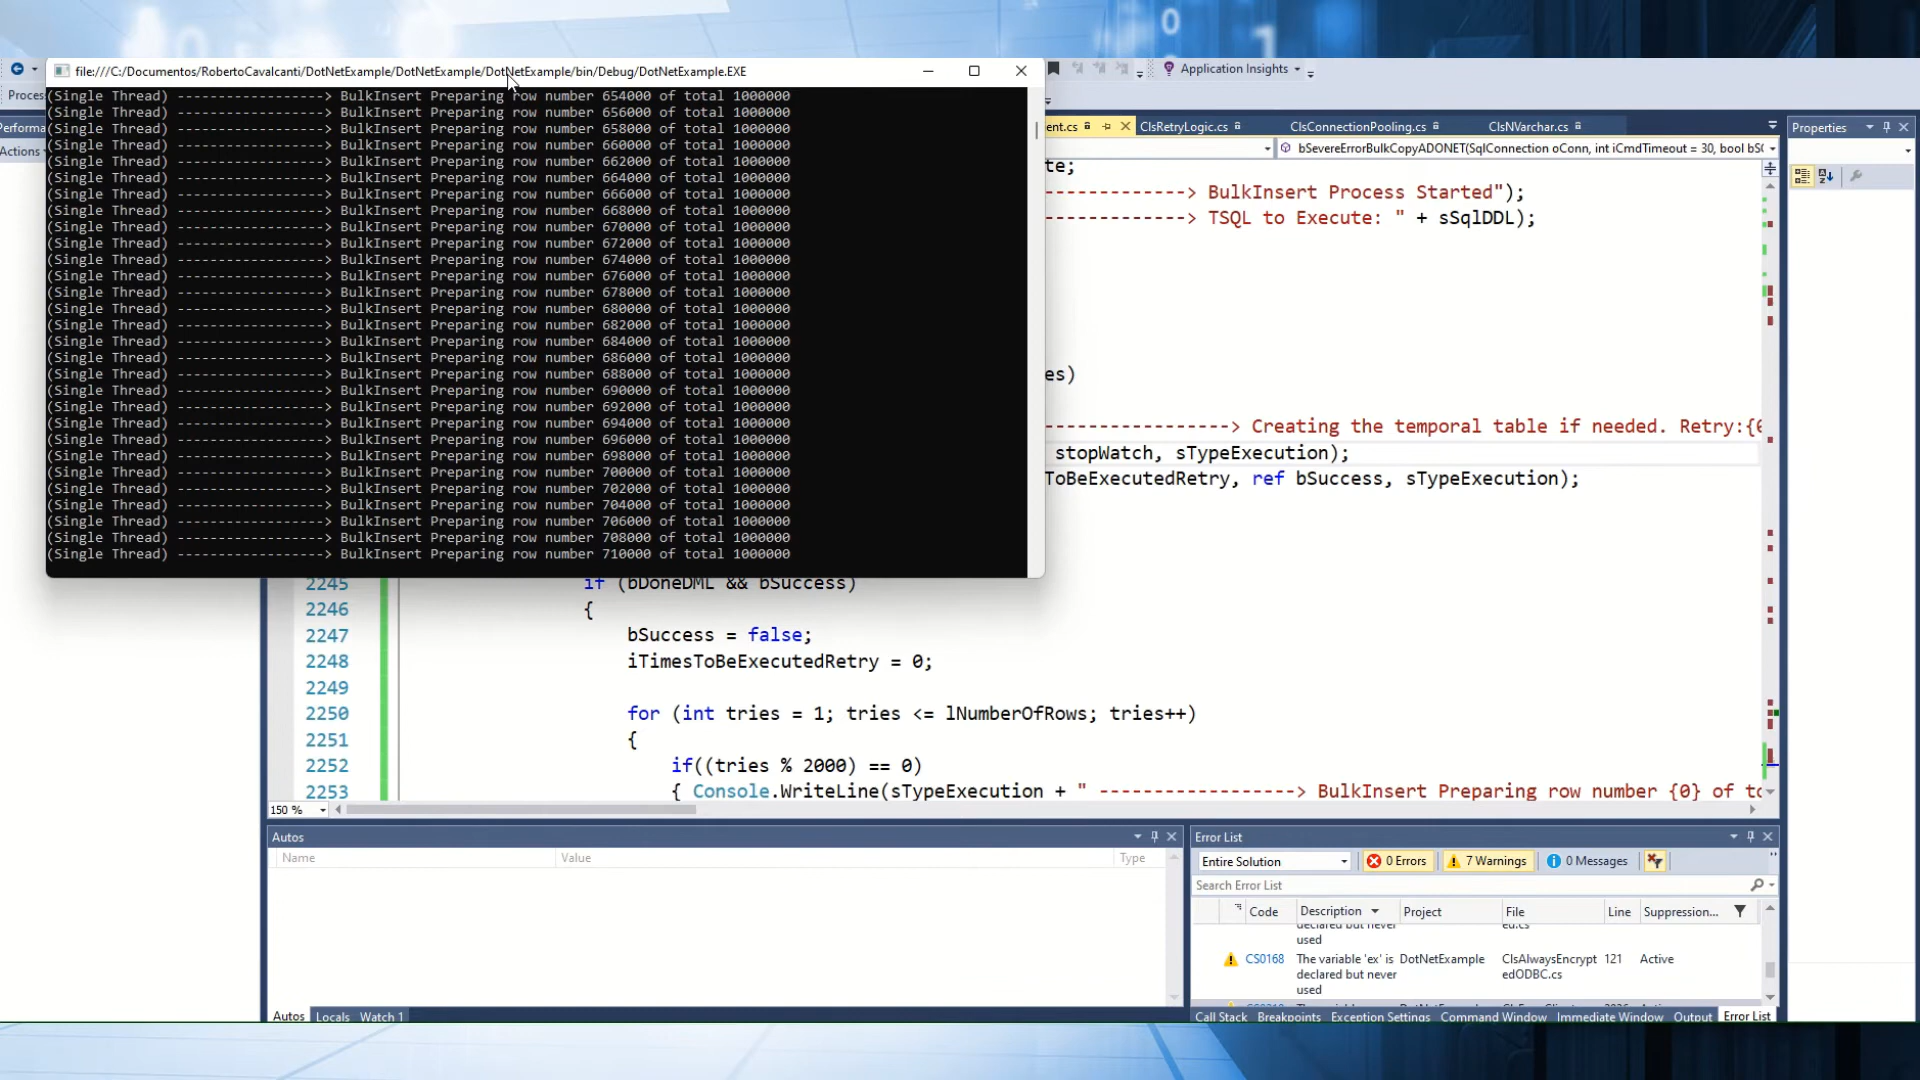 file:///C:/Documentos/RobertoCavalcanti/DotNetExample/DotNetExample/DotNetExample/bin/Debug/DotNetExample.EXE
Application Insights
Proces
Performa
Actions
(Single Thread) ------------------> BulkInsert Preparing row number 654000 of total 1000000
(Single Thread) ------------------> BulkInsert Preparing row number 656000 of total 1000000
(Single Thread) ------------------> BulkInsert Preparing row number 658000 of total 1000000
(Single Thread) ------------------> BulkInsert Preparing row number 660000 of total 1000000
(Single Thread) ------------------> BulkInsert Preparing row number 662000 of total 1000000
(Single Thread) ------------------> BulkInsert Preparing row number 664000 of total 1000000
(Single Thread) ------------------> BulkInsert Preparing row number 666000 of total 1000000
(Single Thread) ------------------> BulkInsert Preparing row number 668000 of total 1000000
(Single Thread) ------------------> BulkInsert Preparing row number 670000 of total 1000000
(Single Thread) ------------------> BulkInsert Preparing row number 672000 of total 1000000
(Single Thread) ------------------> BulkInsert Preparing row number 674000 of total 1000000
(Single Thread) ------------------> BulkInsert Preparing row number 676000 of total 1000000
(Single Thread) ------------------> BulkInsert Preparing row number 678000 of total 1000000
(Single Thread) ------------------> BulkInsert Preparing row number 680000 of total 1000000
(Single Thread) ------------------> BulkInsert Preparing row number 682000 of total 1000000
(Single Thread) ------------------> BulkInsert Preparing row number 684000 of total 1000000
(Single Thread) ------------------> BulkInsert Preparing row number 686000 of total 1000000
(Single Thread) ------------------> BulkInsert Preparing row number 688000 of total 1000000
(Single Thread) ------------------> BulkInsert Preparing row number 690000 of total 1000000
(Single Thread) ------------------> BulkInsert Preparing row number 692000 of total 1000000
(Single Thread) ------------------> BulkInsert Preparing row number 694000 of total 1000000
(Single Thread) ------------------> BulkInsert Preparing row number 696000 of total 1000000
(Single Thread) ------------------> BulkInsert Preparing row number 698000 of total 1000000
(Single Thread) ------------------> BulkInsert Preparing row number 700000 of total 1000000
(Single Thread) ------------------> BulkInsert Preparing row number 702000 of total 1000000
(Single Thread) ------------------> BulkInsert Preparing row number 704000 of total 1000000
(Single Thread) ------------------> BulkInsert Preparing row number 706000 of total 1000000
(Single Thread) ------------------> BulkInsert Preparing row number 708000 of total 1000000
(Single Thread) ------------------> BulkInsert Preparing row number 710000 of total 1000000
ent.cs ClsRetryLogic.cs ClsConnectionPooling.cs ClsNVarchar.cs
Properties
bSevereErrorBulkCopyADONET(SqlConnection oConn, int iCmdTimeout = 30, bool bS
te;
-------------> BulkInsert Process Started");
-------------> TSQL to Execute: " + sSqlDDL);
es)
-----------------> Creating the temporal table if needed. Retry:{0
stopWatch, sTypeExecution);
ToBeExecutedRetry, ref bSuccess, sTypeExecution);
2245 if (bDoneDML && bSuccess)
2246 {
2247 bSuccess = false;
2248 iTimesToBeExecutedRetry = 0;
2249
2250 for (int tries = 1; tries <= lNumberOfRows; tries++)
2251 {
2252 if((tries % 2000) == 0)
2253 { Console.WriteLine(sTypeExecution + " ------------------> BulkInsert Preparing row number {0} of to
150 %
Autos
Name Value Type
Autos Locals Watch 1
Error List
Entire Solution 0 Errors 7 Warnings 0 Messages
Search Error List
Code Description Project File Line Suppression...
declared but never ed.cs
used
CS0168 The variable 'ex' is DotNetExample ClsAlwaysEncrypt 121 Active
declared but never edODBC.cs
used
Call Stack Breakpoints Exception Settings Command Window Immediate Window Output Error List